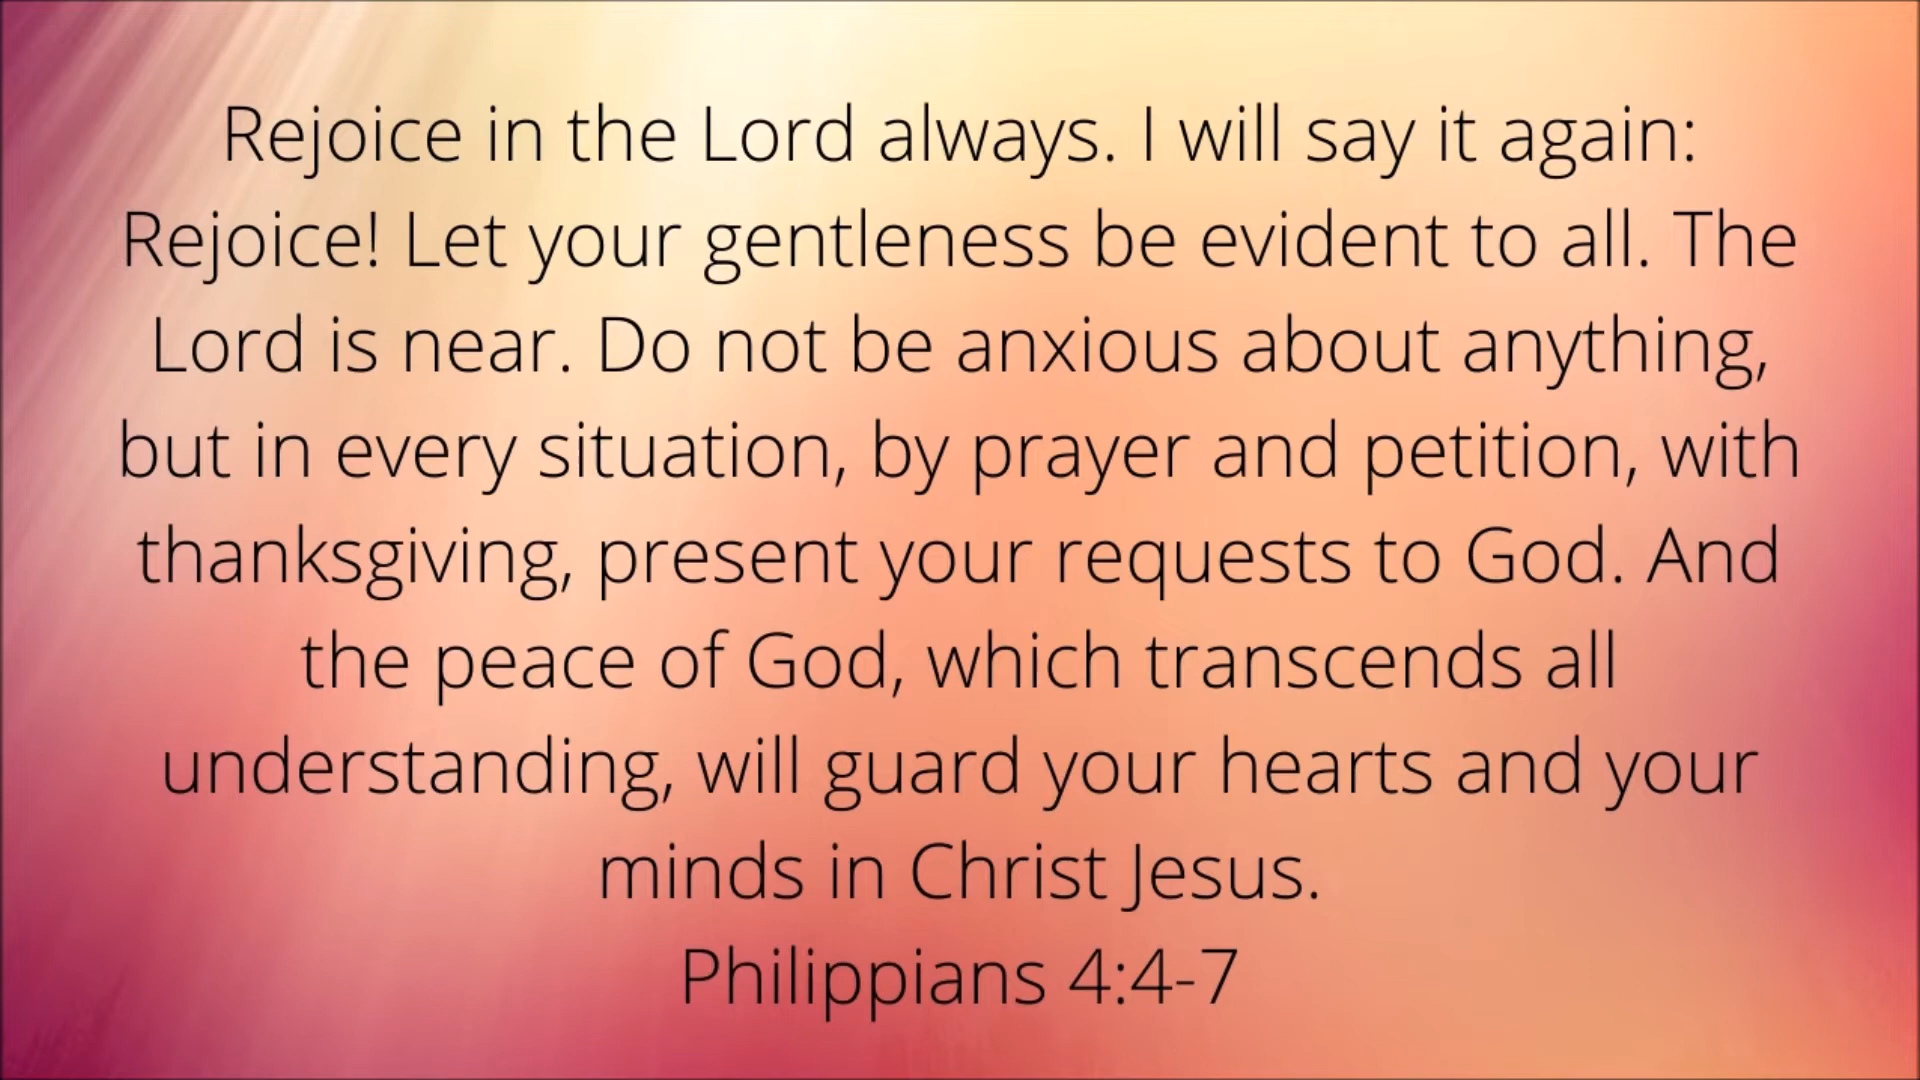 Rejoice in the Lord always. I will say it again:
Rejoice! Let your gentleness be evident to all. The
Lord is near. Do not be anxious about anything,
but in every situation, by prayer and petition, with
thanksgiving, present your requests to God. And
the peace of God, which transcends all
understanding, will guard your hearts and your
minds in Christ Jesus.
Philippians 4:4-7